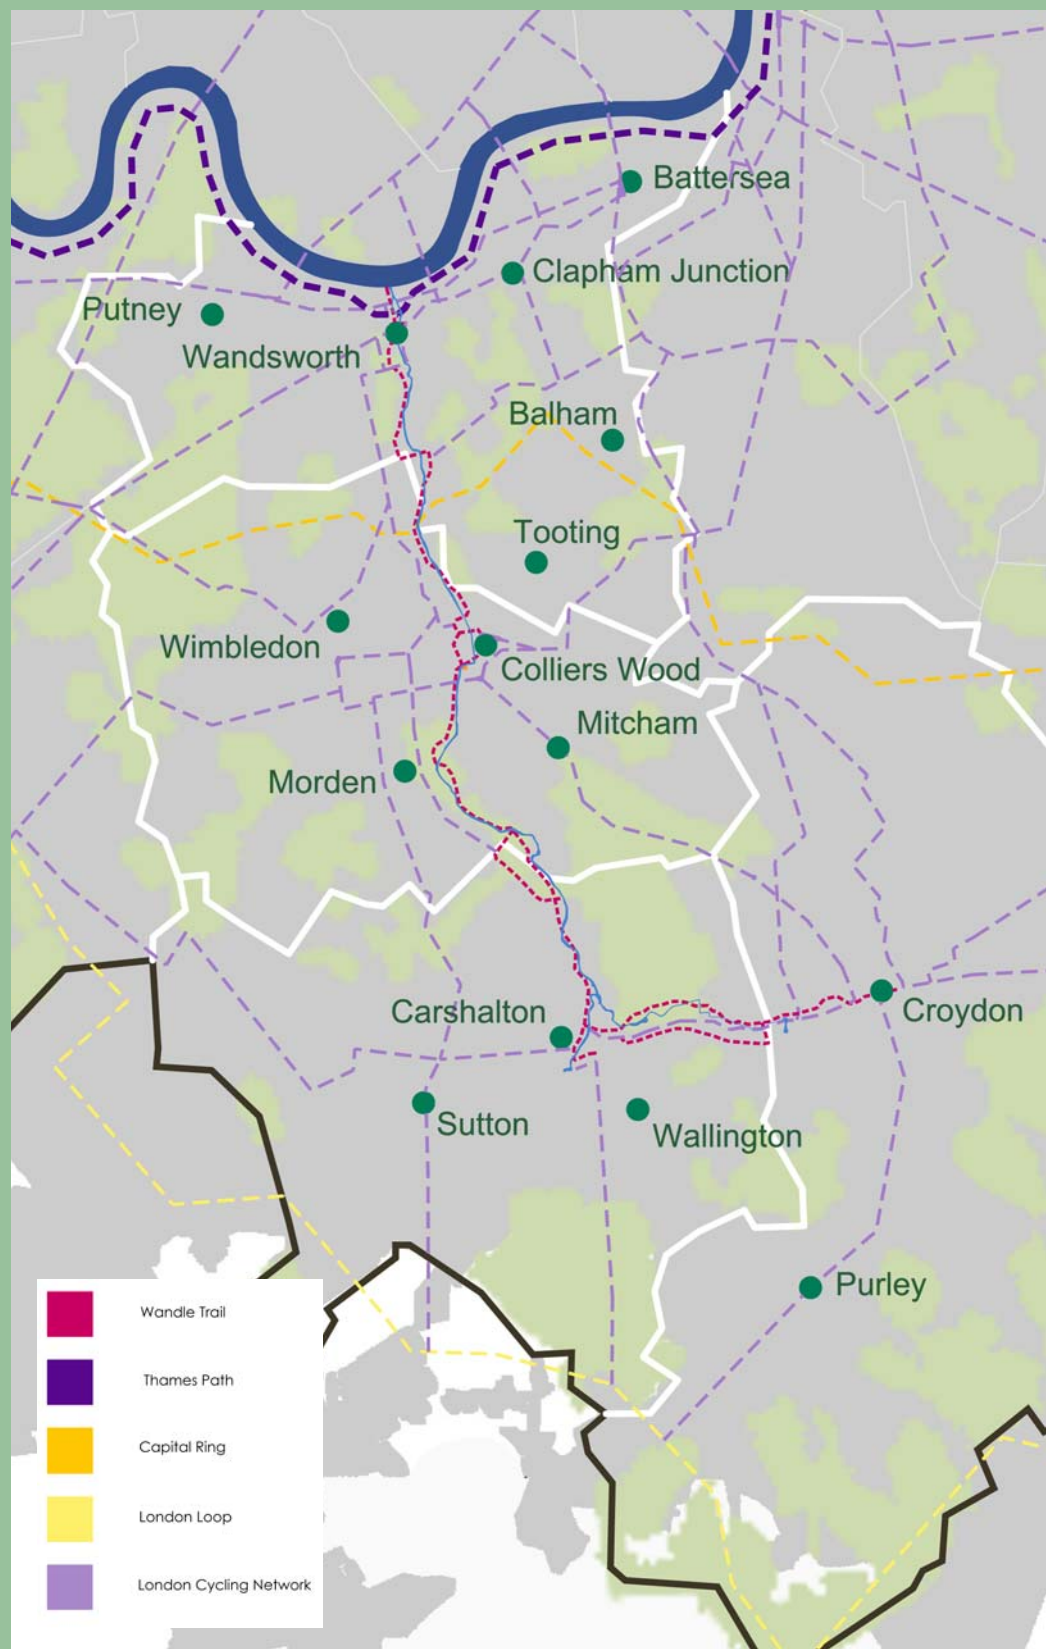 Battersea
Clapham Junction
Putney
Wandsworth
Balham
Tooting
Wimbledon
Colliers Wood
Mitcham
Morden
Carshalton
Croydon
Sutton
Wallington
Purley
Wandle Trail
Thames Path
Capital Ring
London Loop
London Cycling Network